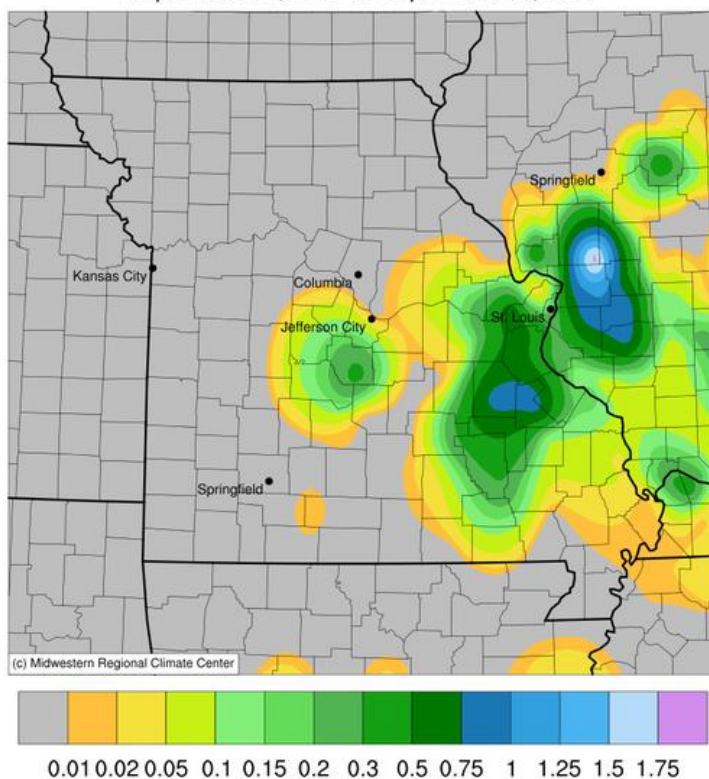 Springfield
Kansas City
Columbia
St. Louis
Jefferson City
Springfield
(c) Midwestern Regional Climate Center
0.01 0.02 0.05 0.1 0.15 0.2 0.3 0.5 0.75 1 1.25 1.5 1.75